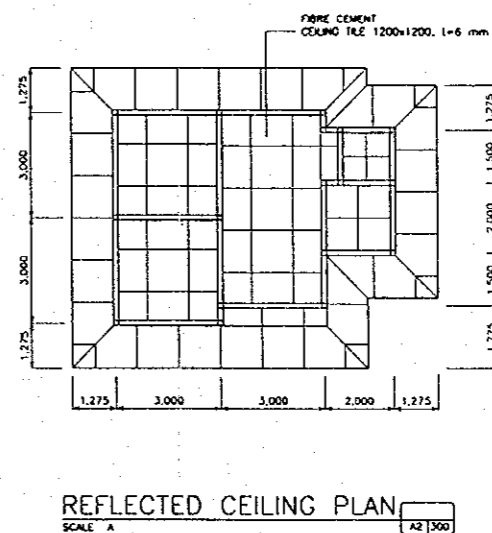 FIBRE CEMENT
CEILING TILE 1200x1200, t=6 mm
1,275
3,000
3,000
1,275
1,275
1,500
2,000
1,500
1,275
1,275
3,000
3,000
2,000
1,275
REFLECTED CEILING PLAN
SCALE A
A2 300